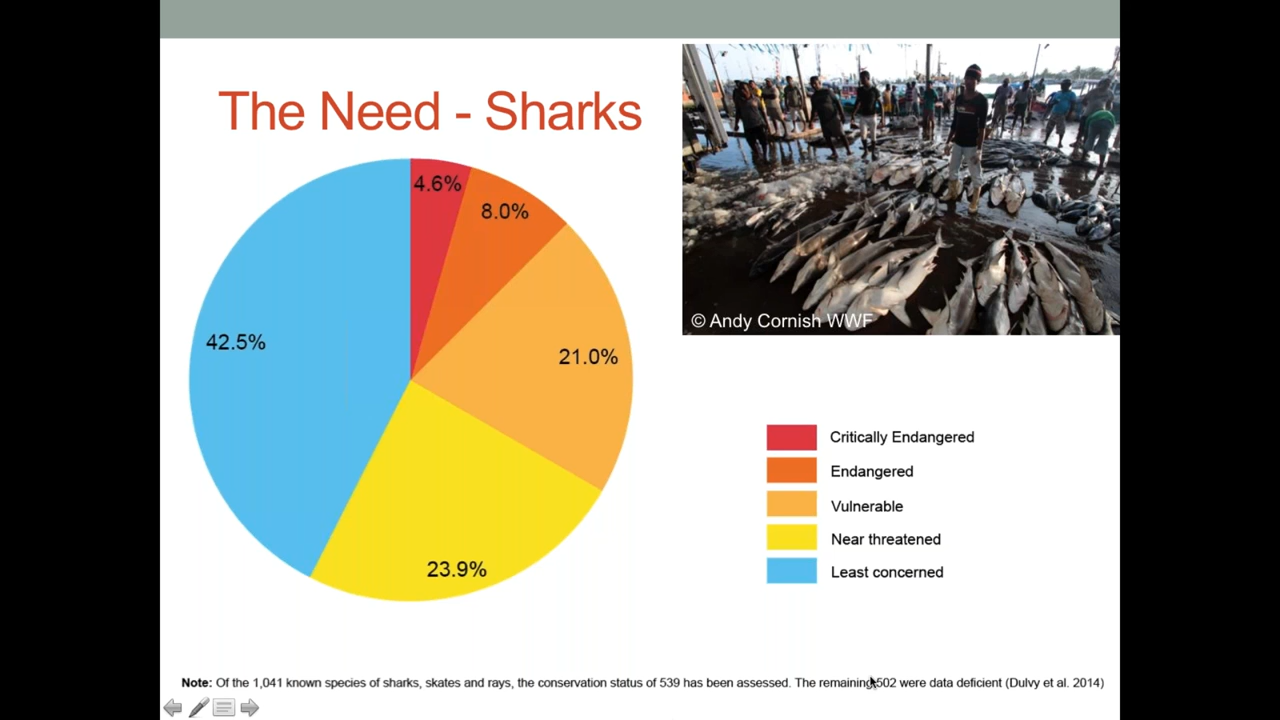 The Need - Sharks
4.6%
8.0%
42.5%
21.0%
23.9%
© Andy Cornish WWF
Critically Endangered
Endangered
Vulnerable
Near threatened
Least concerned
Note: Of the 1,041 known species of sharks, skates and rays, the conservation status of 539 has been assessed. The remaining 502 were data deficient (Dulvy et al. 2014)